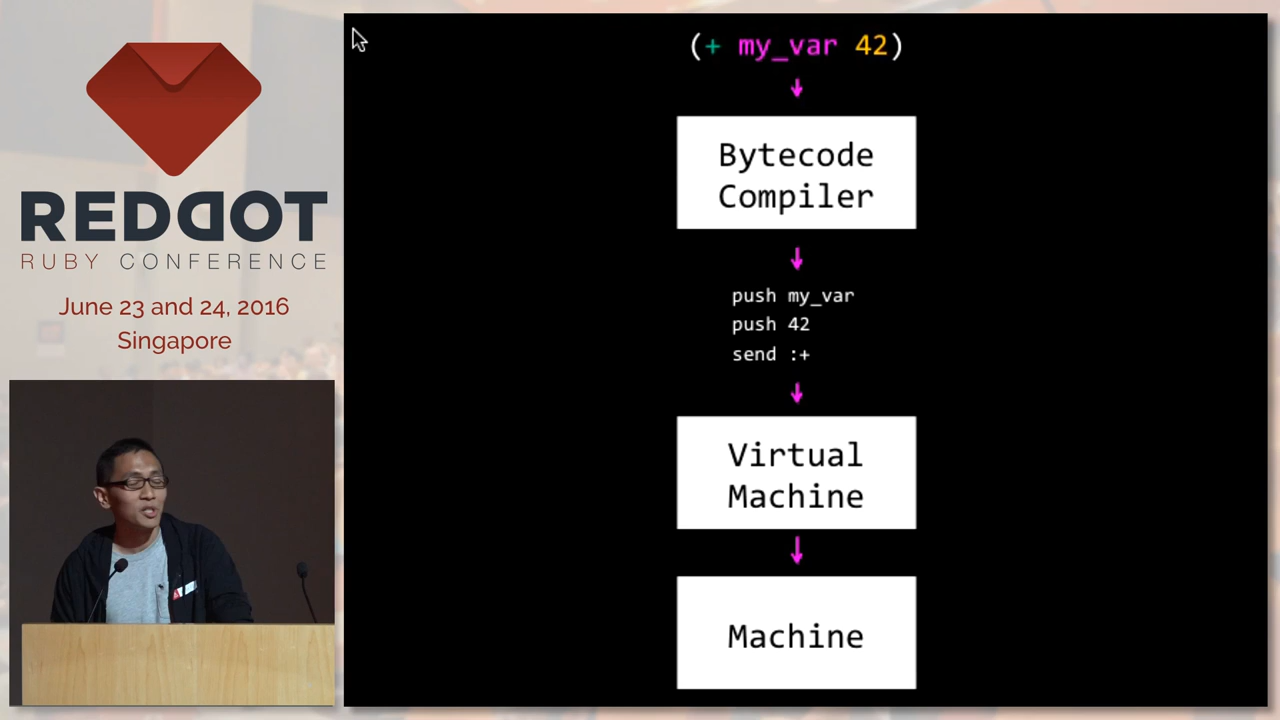 REDDOT
RUBY CONFERENCE
June 23 and 24, 2016
Singapore
(+ my_var 42)
Bytecode
Compiler
push my_var
push 42
send :+
Virtual
Machine
Machine